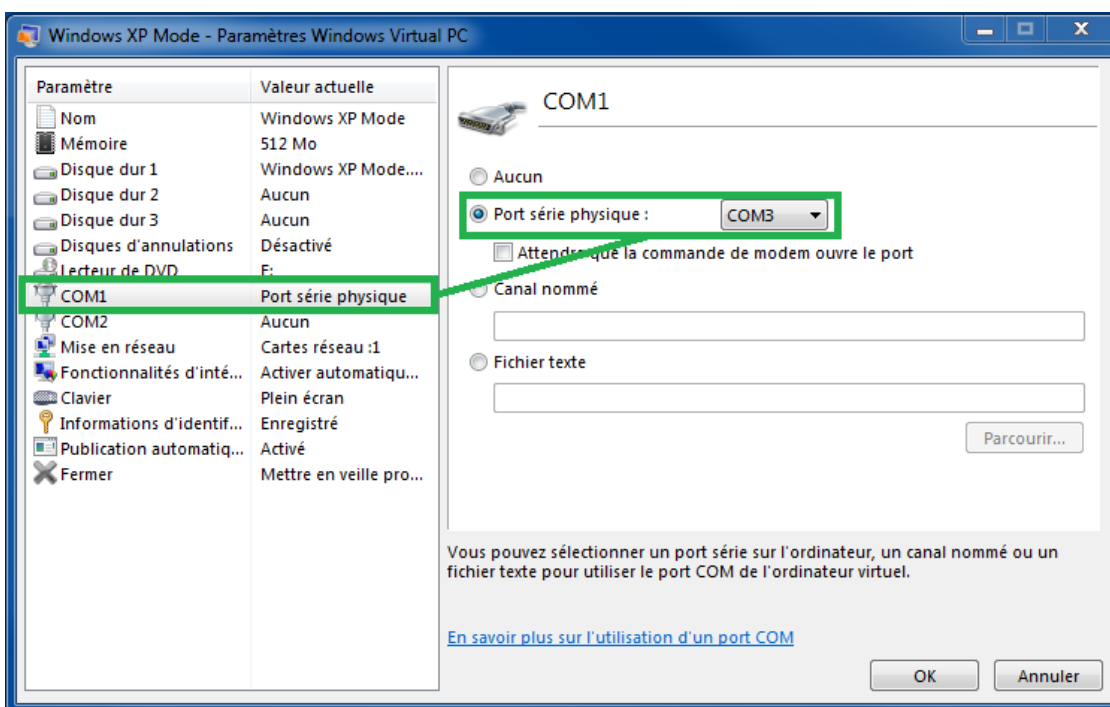 Windows XP Mode - Paramètres Windows Virtual PC
Paramètre Valeur actuelle
Nom Windows XP Mode
Mémoire 512 Mo
Disque dur 1 Windows XP Mode....
Disque dur 2 Aucun
Disque dur 3 Aucun
Disques d'annulations Désactivé
Lecteur de DVD F:
COM1 Port série physique
COM2 Aucun
Mise en réseau Cartes réseau :1
Fonctionnalités d'inté... Activer automatiqu...
Clavier Plein écran
Informations d'identif... Enregistré
Publication automatiq... Activé
Fermer Mettre en veille pro...
COM1
Aucun
Port série physique : COM3
Attendre que la commande de modem ouvre le port
Canal nommé
Fichier texte
Parcourir...
Vous pouvez sélectionner un port série sur l'ordinateur, un canal nommé ou un
fichier texte pour utiliser le port COM de l'ordinateur virtuel.
En savoir plus sur l'utilisation d'un port COM
OK Annuler